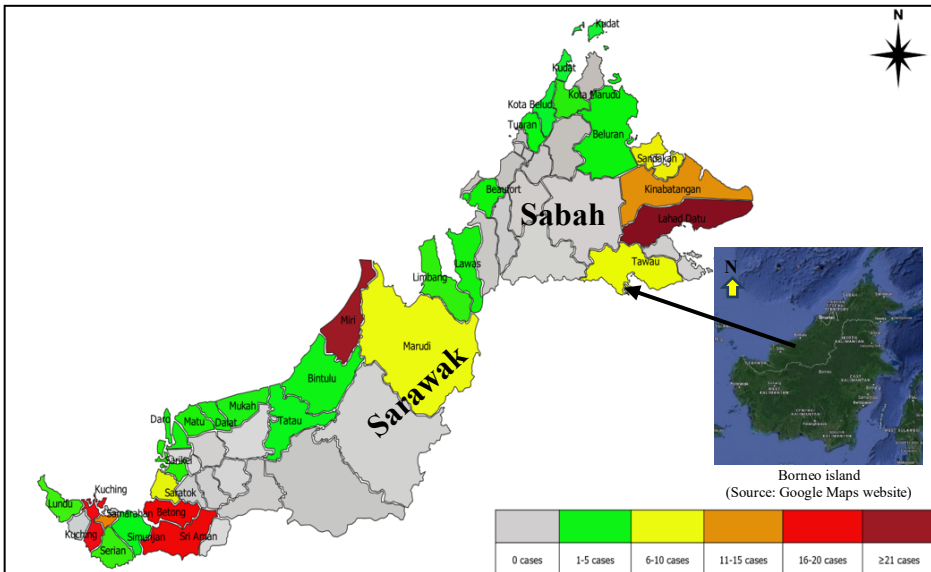 Kudat
N
Kudat
Kota Marudu
Kota Belud
Tuaran
Beluran
Sandakan
Beaufort
Kinabatangan
Sabah
Lahad Datu
Lawas
Limbang
Tawau
N
Miri
Marudi
Sarawak
Bintulu
Mukah
Daro
Matu
Dalat
Tatau
Sarikei
Saratok
Kuching
Lundu
Samarahan
Betong
Kuching
Simunjan
Sri Aman
Serian
Borneo island
(Source: Google Maps website)
0 cases
1-5 cases
6-10 cases
11-15 cases
16-20 cases
≥21 cases